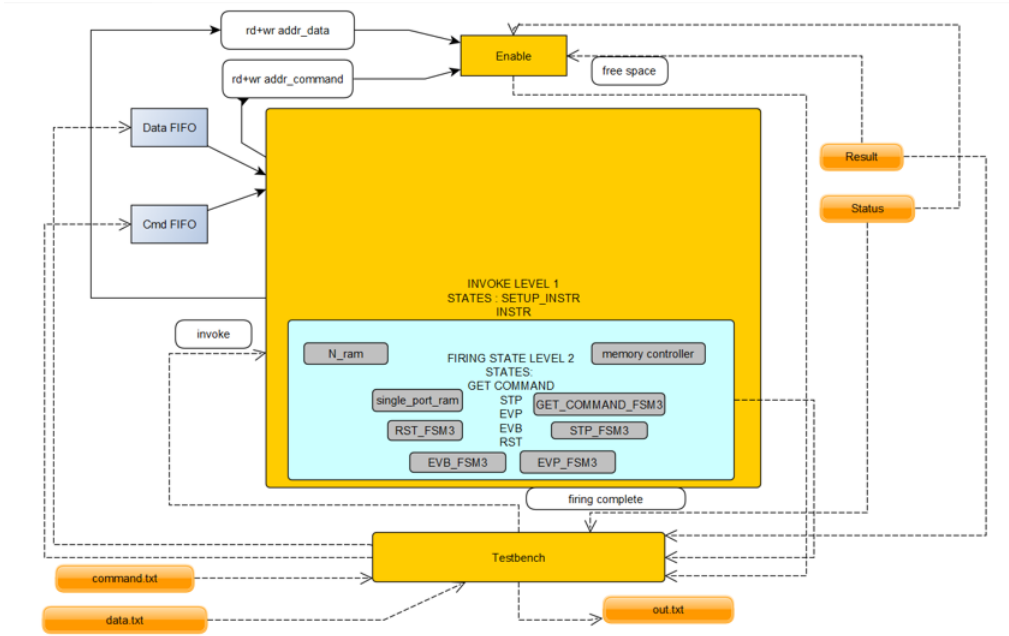 rd+wr addr_data
Enable
free space
rd+wr addr_command
Data FIFO
Result
Cmd FIFO
Status
INVOKE LEVEL 1
STATES : SETUP_INSTR
INSTR
invoke
N_ram
memory controller
FIRING STATE LEVEL 2
STATES:
GET COMMAND
STP
EVP
EVB
RST
single_port_ram
GET_COMMAND_FSM3
RST_FSM3
STP_FSM3
EVB_FSM3
EVP_FSM3
firing complete
Testbench
command.txt
data.txt
out.txt